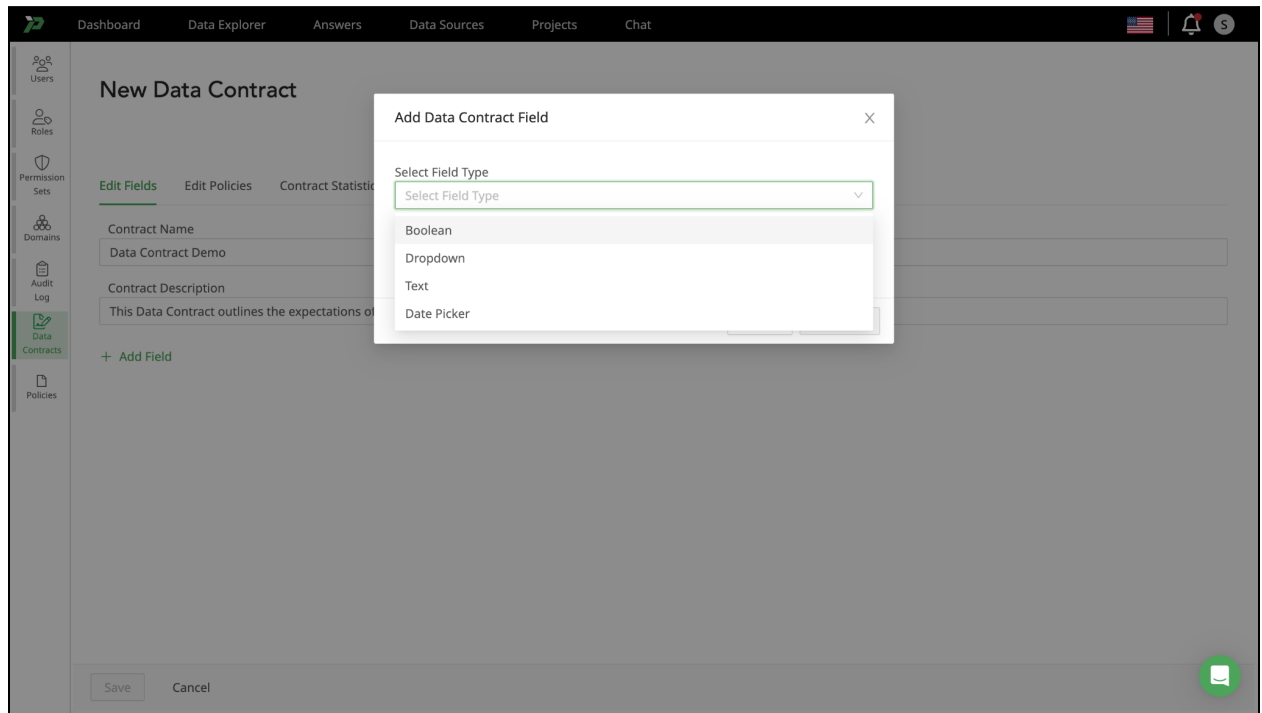 Dashboard Data Explorer Answers Data Sources Projects Chat S
Users
Roles
Permission
Sets
Domains
Audit
Log
Data
Contracts
Policies
New Data Contract
Edit Fields Edit Policies Contract Statistic
Contract Name
Data Contract Demo
Contract Description
This Data Contract outlines the expectations of
+ Add Field
Add Data Contract Field
Select Field Type
Select Field Type
Boolean
Dropdown
Text
Date Picker
Save Cancel